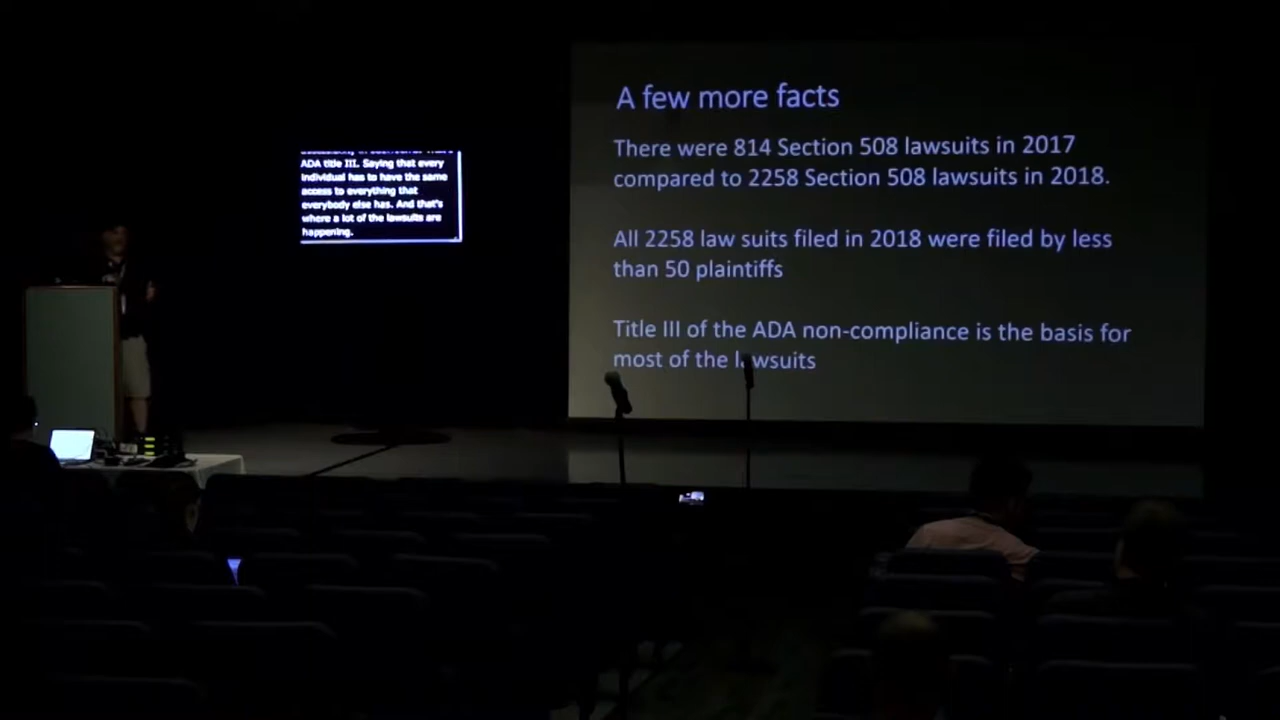 ADA title III. Saying that every
individual has to have the same
access to everything that
everybody else has. And that's
where a lot of the lawsuits are
happening.
A few more facts
There were 814 Section 508 lawsuits in 2017
compared to 2258 Section 508 lawsuits in 2018.
All 2258 law suits filed in 2018 were filed by less
than 50 plaintiffs
Title III of the ADA non-compliance is the basis for
most of the lawsuits